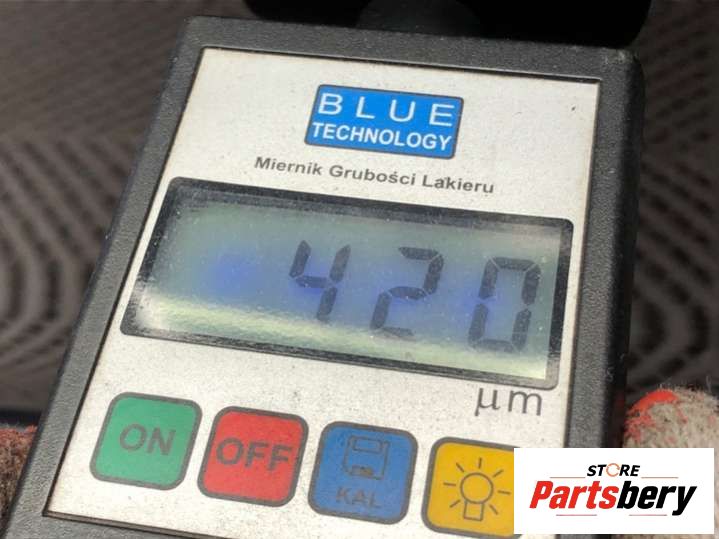 BLUE
TECHNOLOGY
Miernik Grubości Lakieru
420
μm
ON
OFF
KAL
STORE
Partsbery